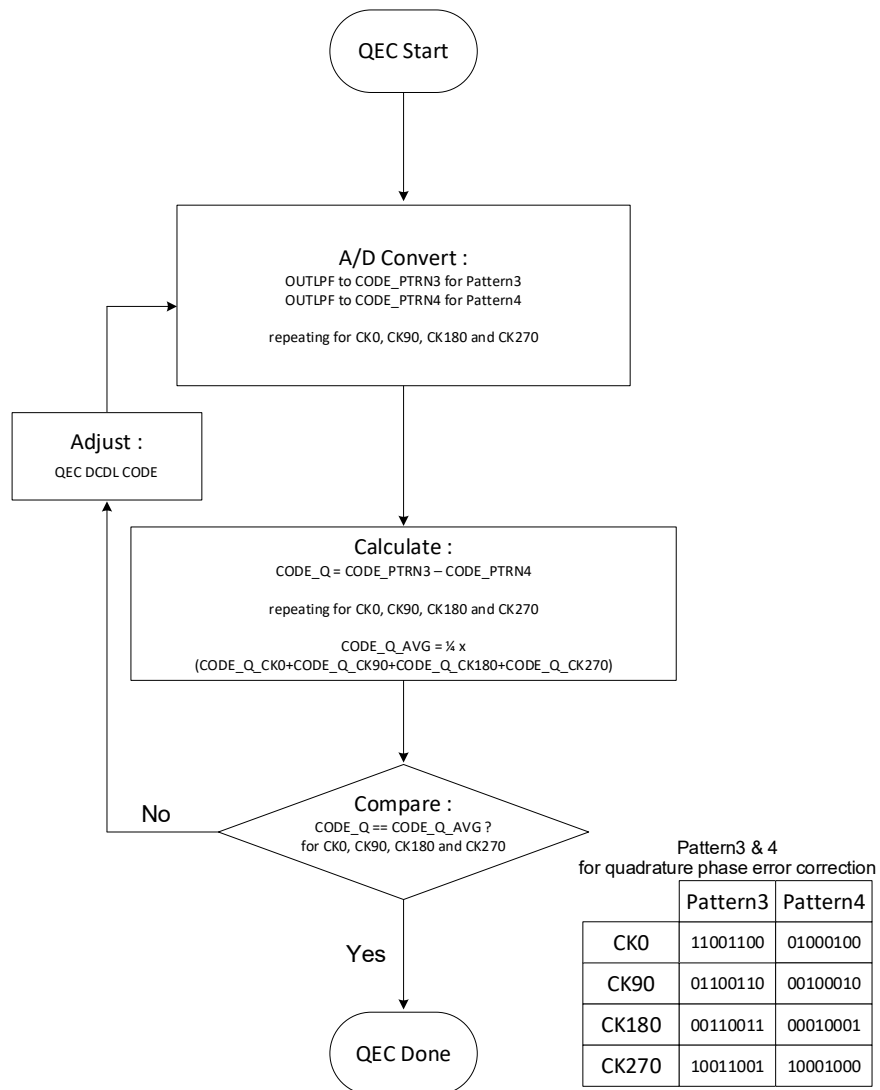 QEC Start
A/D Convert :
OUTLPF to CODE_PTRN3 for Pattern3
OUTLPF to CODE_PTRN4 for Pattern4
repeating for CK0, CK90, CK180 and CK270
Adjust :
QEC DCDL CODE
Calculate :
CODE_Q = CODE_PTRN3 – CODE_PTRN4
repeating for CK0, CK90, CK180 and CK270
CODE_Q_AVG = ¼ x
(CODE_Q_CK0+CODE_Q_CK90+CODE_Q_CK180+CODE_Q_CK270)
No
Compare :
CODE_Q == CODE_Q_AVG ?
for CK0, CK90, CK180 and CK270
Yes
QEC Done
Pattern3 & 4
for quadrature phase error correction
Pattern3 Pattern4
CK0 11001100 01000100
CK90 01100110 00100010
CK180 00110011 00010001
CK270 10011001 10001000